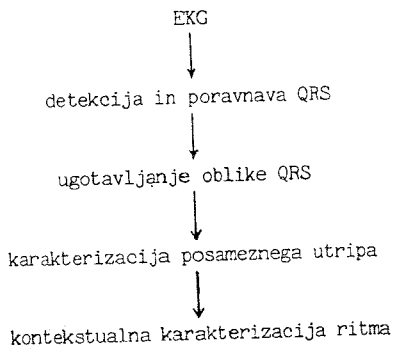 EKG
detekcija in poravnava QRS
ugotavljanje oblike QRS
karakterizacija posameznega utripa
kontekstualna karakterizacija ritma